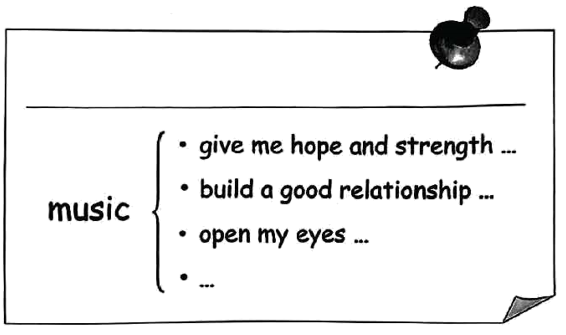 • give me hope and strength ...
• build a good relationship ...
music
• open my eyes ...
• ...